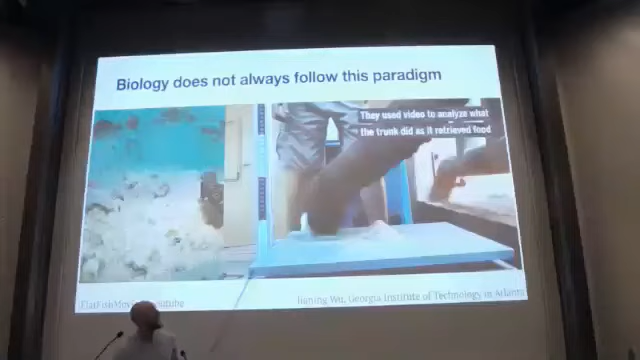 Biology does not always follow this paradigm
They used video to analyze what
the trunk did as it retrieved food
Jianing Wu, Georgia Institute of Technology in Atlanta